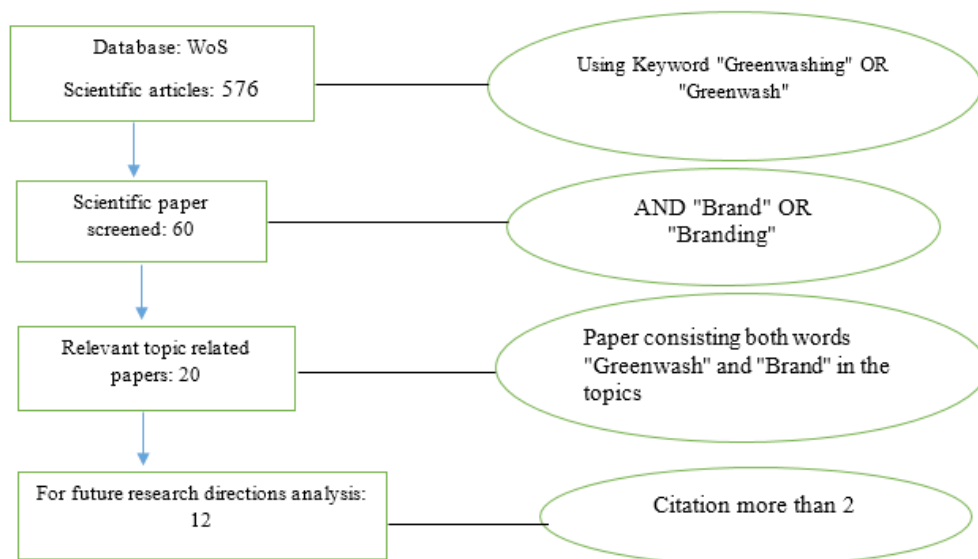 Database: WoS
Scientific articles: 576
Using Keyword "Greenwashing" OR
"Greenwash"
Scientific paper
screened: 60
AND "Brand" OR
"Branding"
Relevant topic related
papers: 20
Paper consisting both words
"Greenwash" and "Brand" in the
topics
For future research directions analysis:
12
Citation more than 2